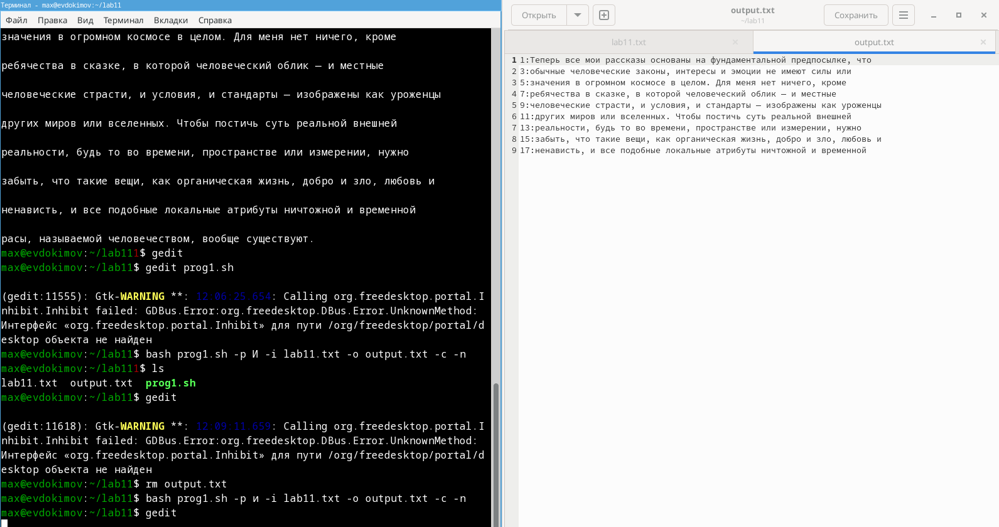 Терминал - max@evdokimov:~/lab11
Файл Правка Вид Терминал Вкладки Справка
значения в огромном космосе в целом. Для меня нет ничего, кроме
ребячества в сказке, в которой человеческий облик — и местные
человеческие страсти, и условия, и стандарты — изображены как уроженцы
других миров или вселенных. Чтобы постичь суть реальной внешней
реальности, будь то во времени, пространстве или измерении, нужно
забыть, что такие вещи, как органическая жизнь, добро и зло, любовь и
ненависть, и все подобные локальные атрибуты ничтожной и временной
расы, называемой человечеством, вообще существуют.
max@evdokimov:~/lab111$ gedit
max@evdokimov:~/lab11$ gedit prog1.sh
(gedit:11555): Gtk-WARNING **: 12:06:25.654: Calling org.freedesktop.portal.I
nhibit.Inhibit failed: GDBus.Error:org.freedesktop.DBus.Error.UnknownMethod:
Интерфейс «org.freedesktop.portal.Inhibit» для пути /org/freedesktop/portal/d
esktop объекта не найден
max@evdokimov:~/lab11$ bash prog1.sh -p И -i lab11.txt -o output.txt -c -n
max@evdokimov:~/lab111$ ls
lab11.txt output.txt prog1.sh
max@evdokimov:~/lab11$ gedit
(gedit:11618): Gtk-WARNING **: 12:09:11.659: Calling org.freedesktop.portal.I
nhibit.Inhibit failed: GDBus.Error:org.freedesktop.DBus.Error.UnknownMethod:
Интерфейс «org.freedesktop.portal.Inhibit» для пути /org/freedesktop/portal/d
esktop объекта не найден
max@evdokimov:~/lab11$ rm output.txt
max@evdokimov:~/lab11$ bash prog1.sh -p и -i lab11.txt -o output.txt -c -n
max@evdokimov:~/lab11$ gedit
Открыть
output.txt
~/lab11
Сохранить
lab11.txt
output.txt
1 1:Теперь все мои рассказы основаны на фундаментальной предпосылке, что
2 3:обычные человеческие законы, интересы и эмоции не имеют силы или
3 5:значения в огромном космосе в целом. Для меня нет ничего, кроме
4 7:ребячества в сказке, в которой человеческий облик — и местные
5 9:человеческие страсти, и условия, и стандарты — изображены как уроженцы
6 11:других миров или вселенных. Чтобы постичь суть реальной внешней
7 13:реальности, будь то во времени, пространстве или измерении, нужно
8 15:забыть, что такие вещи, как органическая жизнь, добро и зло, любовь и
9 17:ненависть, и все подобные локальные атрибуты ничтожной и временной